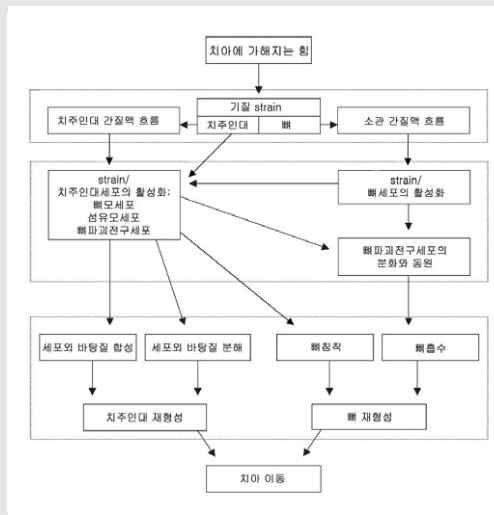 치아에 가해지는 힘
기질 strain
치주인대 간질액 흐름
치주인대
뼈
소관 간질액 흐름
strain/
치주인대세포의 활성화:
뼈모세포
섬유모세포
뼈파괴전구세포
strain/
뼈세포의 활성화
뼈파괴전구세포의
분화와 동원
세포외 바탕질 합성
세포외 바탕질 분해
뼈침착
뼈흡수
치주인대 재형성
뼈 재형성
치아 이동